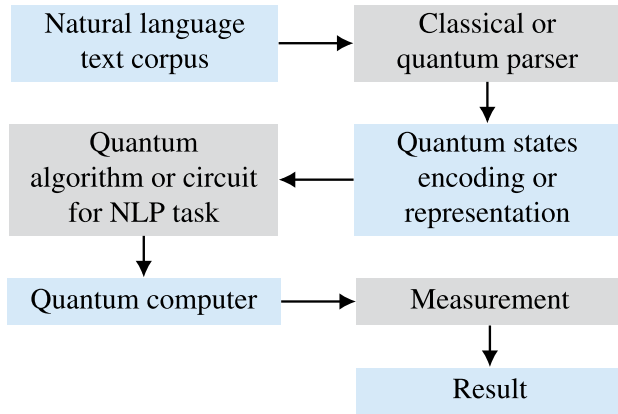 Natural language
text corpus
Classical or
quantum parser
Quantum states
encoding or
representation
Quantum
algorithm or circuit
for NLP task
Quantum computer
Measurement
Result